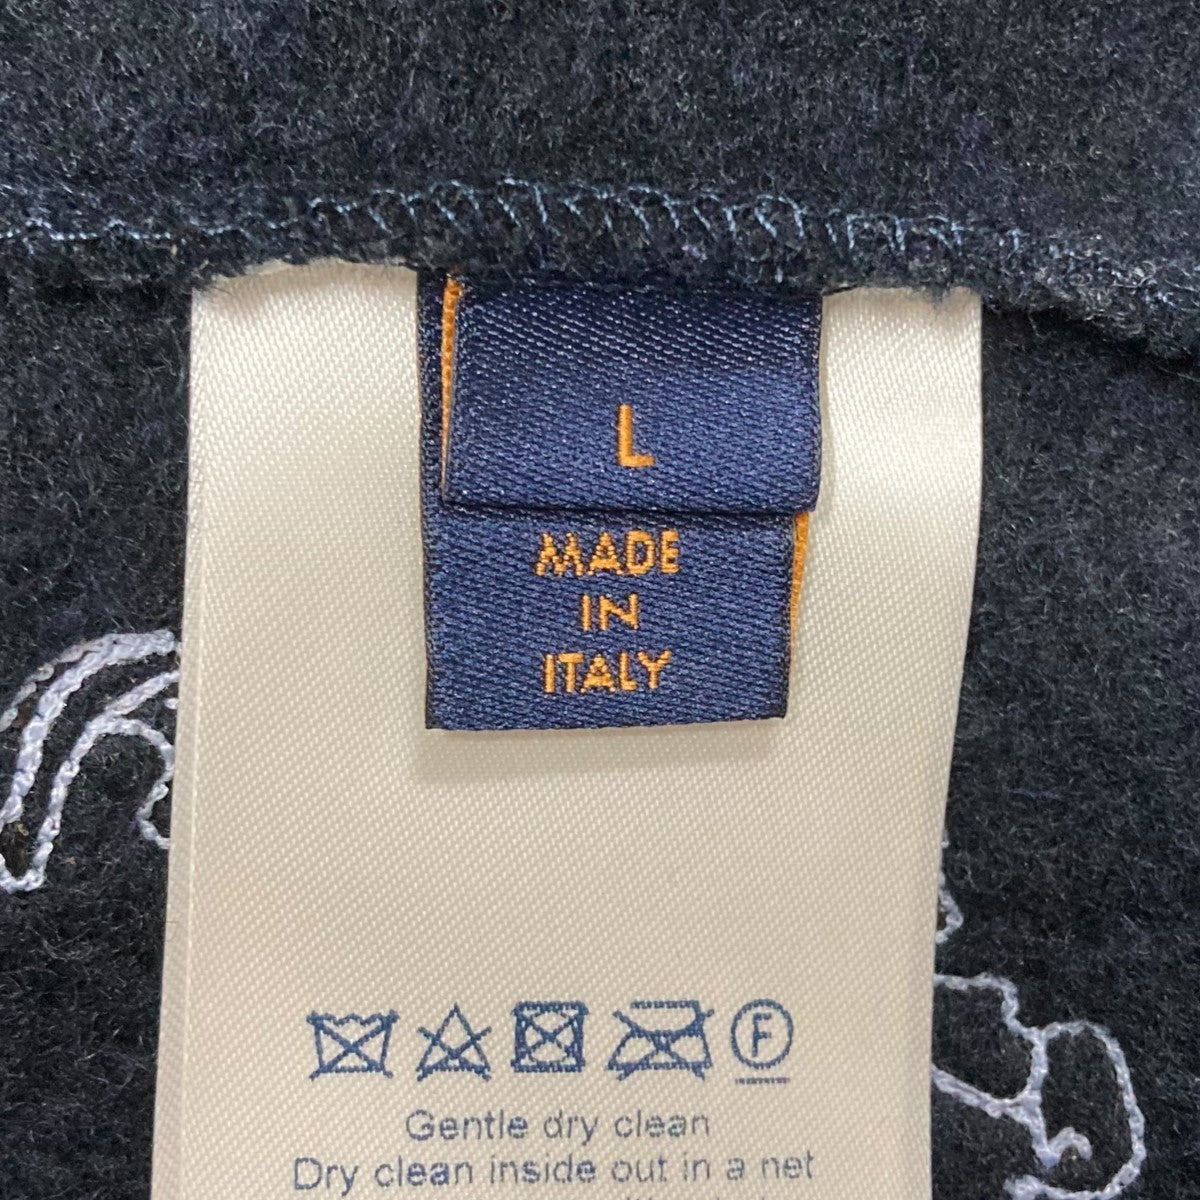 L
MADE
IN
ITALY
F
Gentle dry clean
Dry clean inside out in a net